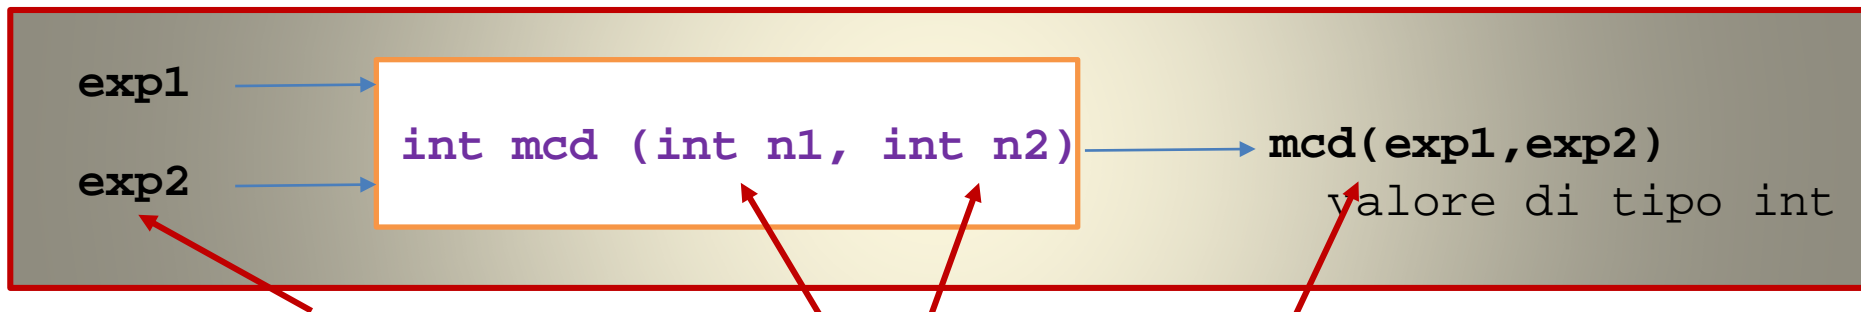 exp1
exp2
int mcd (int n1, int n2)
mcd(exp1,exp2)
valore di tipo int